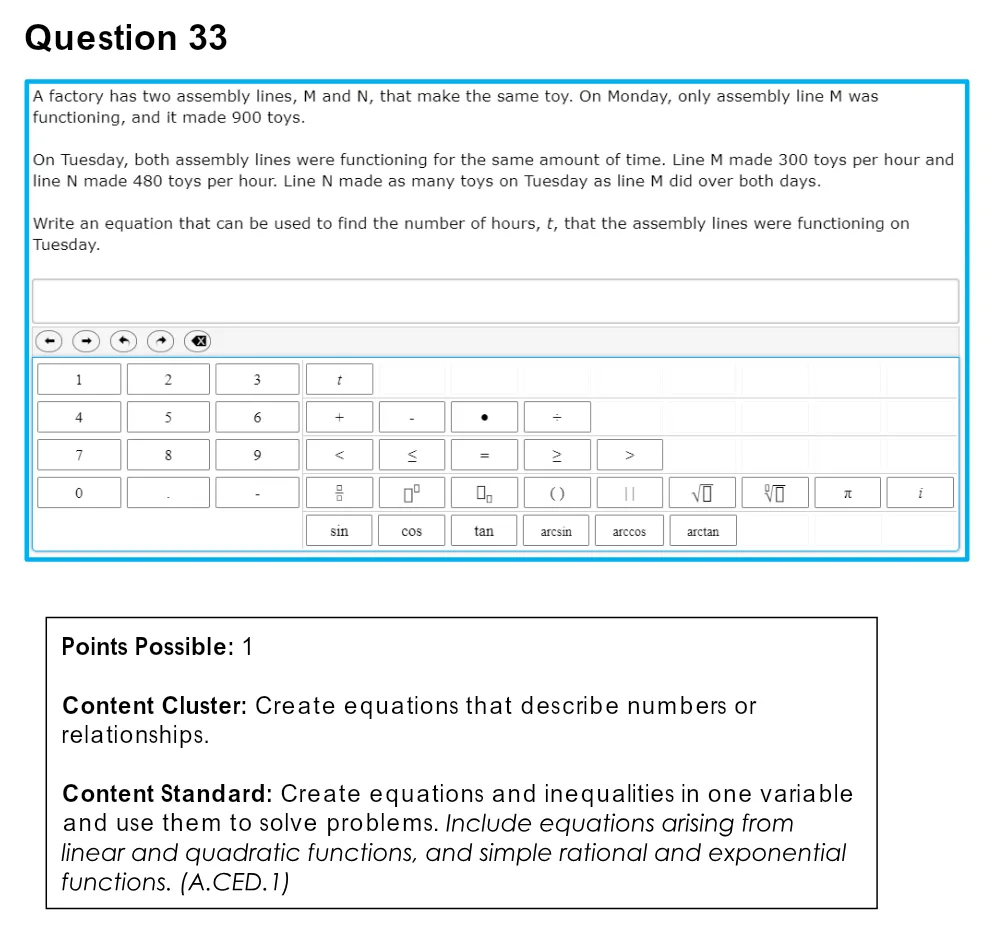 Question 33
A factory has two assembly lines, M and N, that make the same toy. On Monday, only assembly line M was
functioning, and it made 900 toys.
On Tuesday, both assembly lines were functioning for the same amount of time. Line M made 300 toys per hour and
line N made 480 toys per hour. Line N made as many toys on Tuesday as line M did over both days.
Write an equation that can be used to find the number of hours, t, that the assembly lines were functioning on
Tuesday.
1 2 3 t
4 5 6 + - • ÷
7 8 9 < ≤ = ≥ >
0 . - ▯/▯ ▯^▯ ▯_▯ ( ) | | √▯ ▯√▯ π i
sin cos tan arcsin arccos arctan
Points Possible: 1
Content Cluster: Create equations that describe numbers or
relationships.
Content Standard: Create equations and inequalities in one variable
and use them to solve problems. Include equations arising from
linear and quadratic functions, and simple rational and exponential
functions. (A.CED.1)